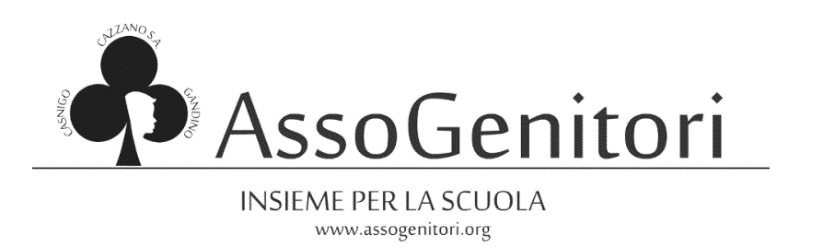 CASNIGO
CAZZANO S.A.
GANDINO
AssoGenitori
INSIEME PER LA SCUOLA
www.assogenitori.org